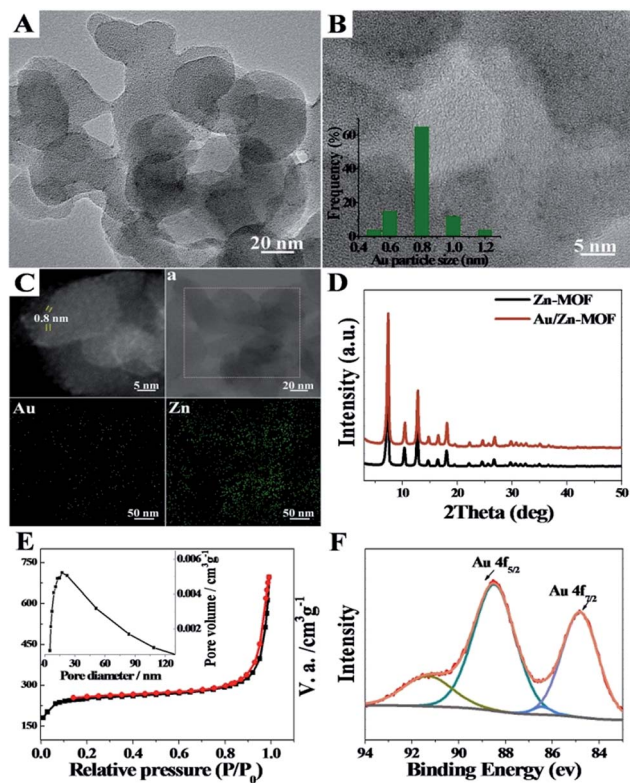 A
20 nm
B
Frequency (%)
60
40
20
0
0.4 0.6 0.8 1.0 1.2
Au particle size (nm)
5 nm
C
0.8 nm
5 nm
a
20 nm
Au
50 nm
Zn
50 nm
D
Zn-MOF
Au/Zn-MOF
Intensity (a.u.)
10 20 30 40 50
2Theta (deg)
E
750
600
450
300
150
0.006
0.004
0.002
Pore volume / cm³g⁻¹
0 30 60 90 120
Pore diameter / nm
V. a. /cm³g⁻¹
0.0 0.2 0.4 0.6 0.8 1.0
Relative pressure (P/P₀)
F
Au 4f5/2
Au 4f7/2
Intensity
94 92 90 88 86 84
Binding Energy (ev)